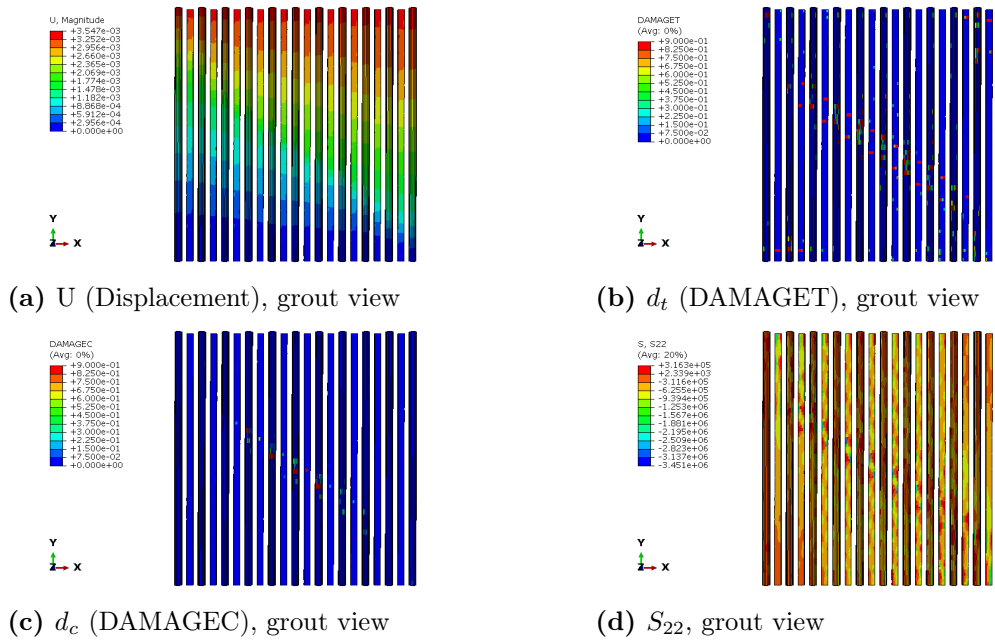 U, Magnitude
+3.547e-03
+3.252e-03
+2.956e-03
+2.660e-03
+2.365e-03
+2.069e-03
+1.774e-03
+1.478e-03
+1.182e-03
+8.868e-04
+5.912e-04
+2.956e-04
+0.000e+00
Y
Z X
(a) U (Displacement), grout view
DAMAGET
(Avg: 0%)
+9.000e-01
+8.250e-01
+7.500e-01
+6.750e-01
+6.000e-01
+5.250e-01
+4.500e-01
+3.750e-01
+3.000e-01
+2.250e-01
+1.500e-01
+7.500e-02
+0.000e+00
Y
Z X
(b) d_t (DAMAGET), grout view
DAMAGEC
(Avg: 0%)
+9.000e-01
+8.250e-01
+7.500e-01
+6.750e-01
+6.000e-01
+5.250e-01
+4.500e-01
+3.750e-01
+3.000e-01
+2.250e-01
+1.500e-01
+7.500e-02
+0.000e+00
Y
Z X
(c) d_c (DAMAGEC), grout view
S, S22
(Avg: 20%)
+3.163e+05
+2.339e+03
-3.116e+05
-6.255e+05
-9.394e+05
-1.253e+06
-1.567e+06
-1.881e+06
-2.195e+06
-2.509e+06
-2.823e+06
-3.137e+06
-3.451e+06
Y
Z X
(d) S_22, grout view